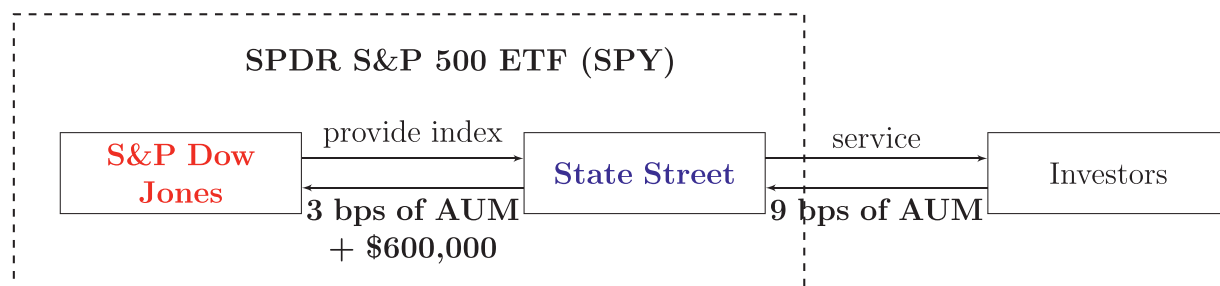 SPDR S&P 500 ETF (SPY)
provide index
service
S&P Dow
Jones
State Street
Investors
3 bps of AUM
+ $600,000
9 bps of AUM